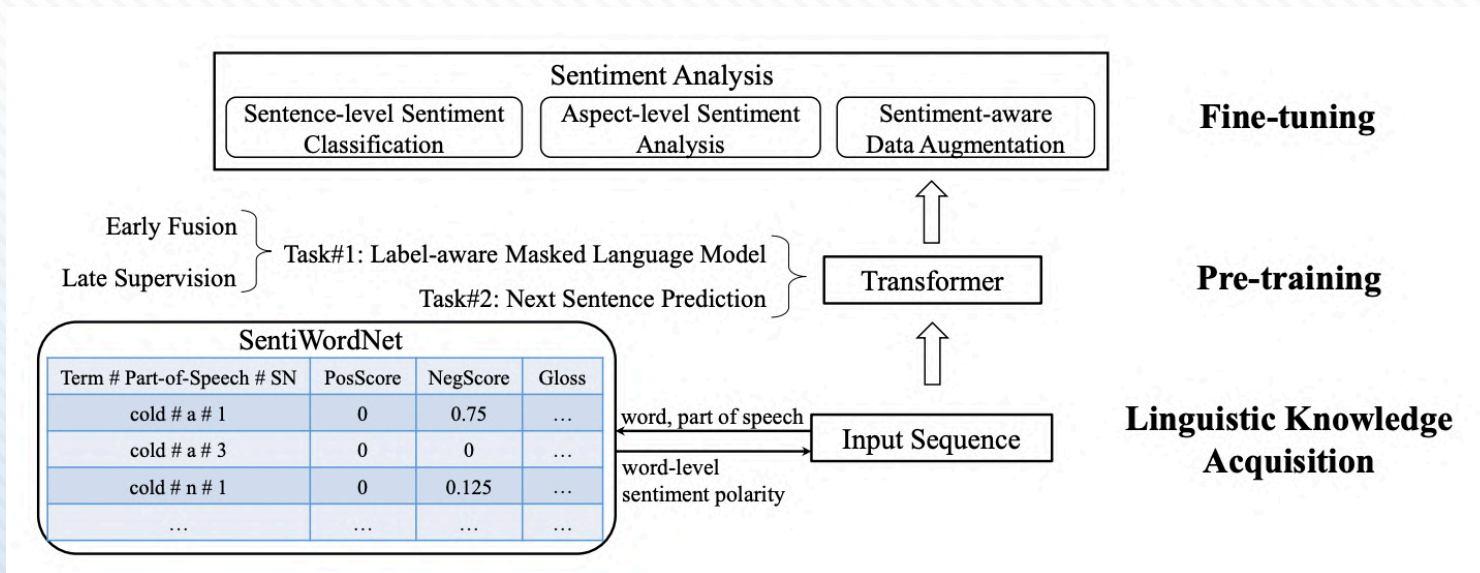 Sentiment Analysis
Sentence-level Sentiment
Classification
Aspect-level Sentiment
Analysis
Sentiment-aware
Data Augmentation
Fine-tuning
Early Fusion
Late Supervision
Task#1: Label-aware Masked Language Model
Task#2: Next Sentence Prediction
Transformer
Pre-training
SentiWordNet
Term # Part-of-Speech # SN PosScore NegScore Gloss
cold # a # 1 0 0.75 ...
cold # a # 3 0 0 ...
cold # n # 1 0 0.125 ...
... ... ... ...
word, part of speech
word-level
sentiment polarity
Input Sequence
Linguistic Knowledge
Acquisition